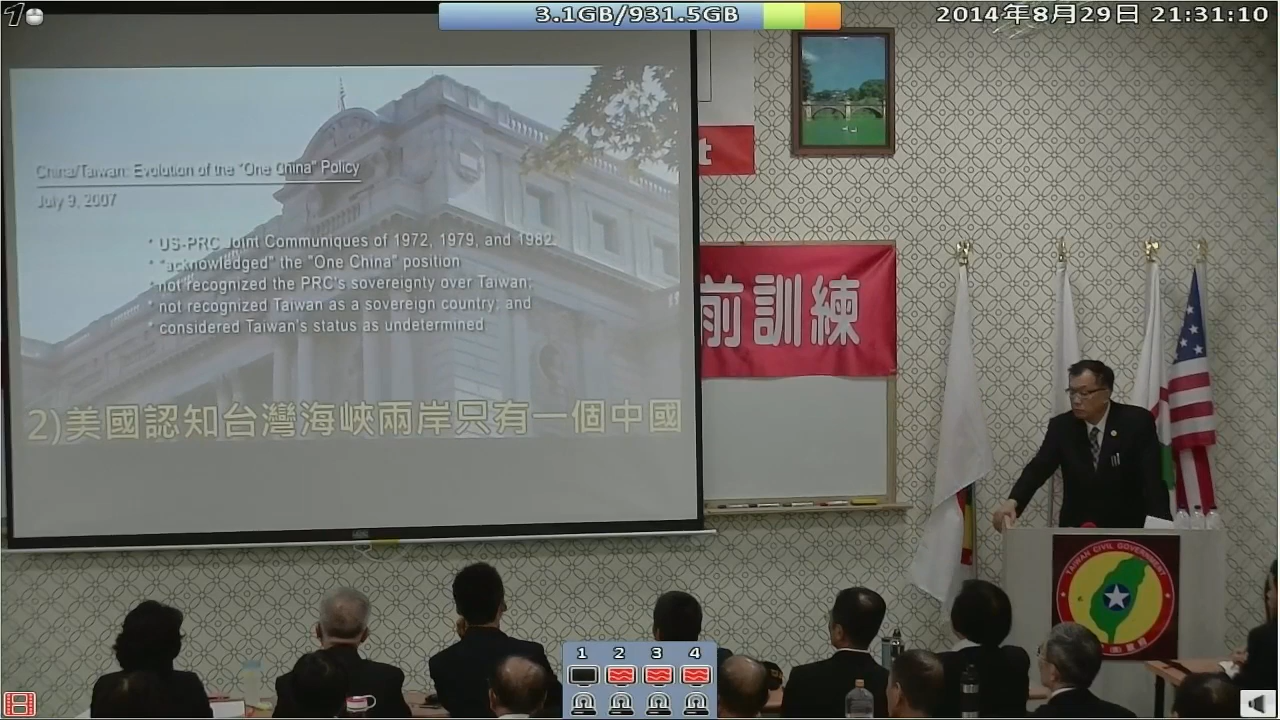 3.1GB/931.5GB
2014年8月29日 21:31:10
China/Taiwan: Evolution of the "One China" Policy
July 9, 2007
* US-PRC Joint Communiques of 1972, 1979, and 1982
* "acknowledged" the "One China" position
* not recognized the PRC's sovereignty over Taiwan;
* not recognized Taiwan as a sovereign country; and
* considered Taiwan's status as undetermined
2)美國認知台灣海峽兩岸只有一個中國
t
前訓練
TAIWAN CIVIL GOVERNMENT
1 2 3 4